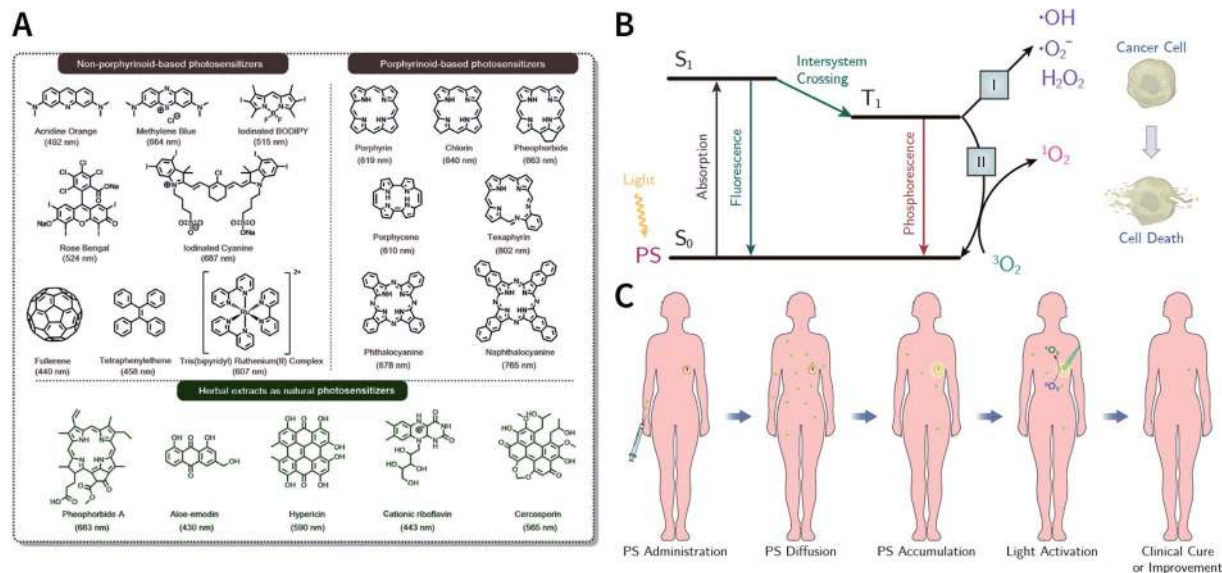 A
Non-porphyrinoid-based photosensitizers
Porphyrinoid-based photosensitizers
Acridine Orange
(492 nm)
Methylene Blue
(664 nm)
Iodinated BODIPY
(515 nm)
Porphyrin
(619 nm)
Chlorin
(640 nm)
Pheophorbide
(663 nm)
Rose Bengal
(524 nm)
Iodinated Cyanine
(687 nm)
Porphycene
(610 nm)
Texaphyrin
(802 nm)
Fullerene
(440 nm)
Tetraphenylethene
(458 nm)
Tris(bipyridyl) Ruthenium(II) Complex
(607 nm)
Phthalocyanine
(678 nm)
Naphthalocyanine
(765 nm)
Herbal extracts as natural photosensitizers
Pheophorbide A
(663 nm)
Aloe-emodin
(430 nm)
Hypericin
(590 nm)
Cationic riboflavin
(443 nm)
Cercosporin
(565 nm)
B
S₁
Intersystem
Crossing
T₁
Absorption
Fluorescence
Phosphorescence
Light
PS
S₀
I
II
·OH
·O₂⁻
H₂O₂
¹O₂
³O₂
Cancer Cell
Cell Death
C
PS Administration
PS Diffusion
PS Accumulation
Light Activation
Clinical Cure
or Improvement